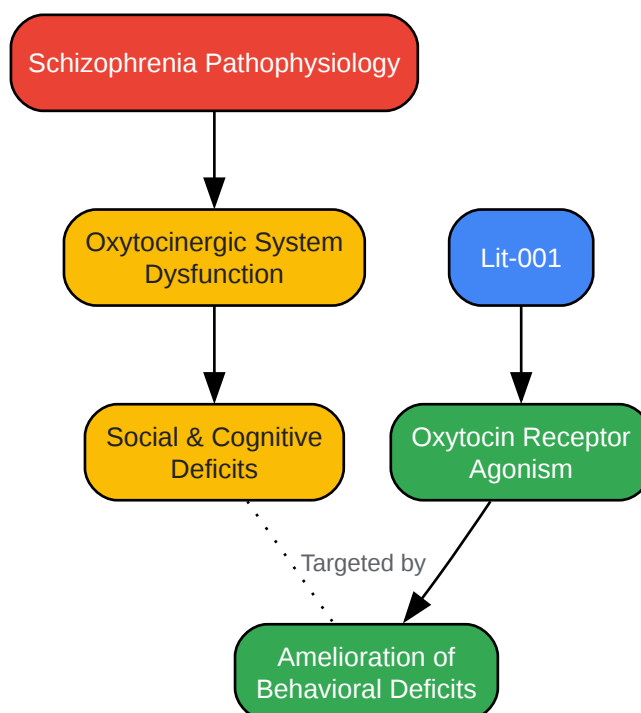 Schizophrenia Pathophysiology
Oxytocinergic System
Dysfunction
Lit-001
Social & Cognitive
Deficits
Oxytocin Receptor
Agonism
Targeted by
Amelioration of
Behavioral Deficits